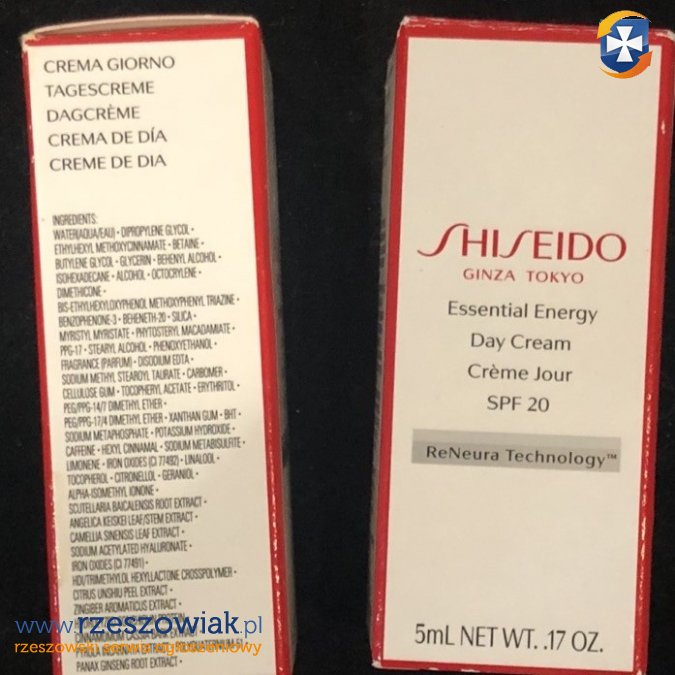 CREMA GIORNO
TAGESCREME
DAGCRÈME
CREMA DE DÍA
CREME DE DIA
INGREDIENTS:
WATER(AQUA/EAU)・DIPROPYLENE GLYCOL・
ETHYLHEXYL METHOXYCINNAMATE・BETAINE・
BUTYLENE GLYCOL・GLYCERIN・BEHENYL ALCOHOL・
ISOHEXADECANE・ALCOHOL・OCTOCRYLENE・
DIMETHICONE・
BIS-ETHYLHEXYLOXYPHENOL METHOXYPHENYL TRIAZINE・
BENZOPHENONE-3・BEHENETH-20・SILICA・
MYRISTYL MYRISTATE・PHYTOSTERYL MACADAMIATE・
PPG-17・STEARYL ALCOHOL・PHENOXYETHANOL・
FRAGRANCE (PARFUM)・DISODIUM EDTA・
SODIUM METHYL STEAROYL TAURATE・CARBOMER・
CELLULOSE GUM・TOCOPHERYL ACETATE・ERYTHRITOL・
PEG/PPG-14/7 DIMETHYL ETHER・
PEG/PPG-17/4 DIMETHYL ETHER・XANTHAN GUM・BHT・
SODIUM METAPHOSPHATE・POTASSIUM HYDROXIDE・
CAFFEINE・HEXYL CINNAMAL・SODIUM METABISULFITE・
LIMONENE・IRON OXIDES (CI 77492)・LINALOOL・
TOCOPHEROL・CITRONELLOL・GERANIOL・
ALPHA-ISOMETHYL IONONE・
SCUTELLARIA BAICALENSIS ROOT EXTRACT・
ANGELICA KEISKEI LEAF/STEM EXTRACT・
CAMELLIA SINENSIS LEAF EXTRACT・
SODIUM ACETYLATED HYALURONATE・
IRON OXIDES (CI 77491)・
HDI/TRIMETHYLOL HEXYLLACTONE CROSSPOLYMER・
CITRUS UNSHIU PEEL EXTRACT・
ZINGIBER AROMATICUS EXTRACT・
CINNAMOMUM CASSIA BARK EXTRACT・
PANAX GINSENG ROOT EXTRACT・
SHISEIDO
GINZA TOKYO
Essential Energy
Day Cream
Crème Jour
SPF 20
ReNeura Technology™
5mL NET WT. .17 OZ.
www.rzeszowiak.pl
rzeszowski serwis ogłoszeniowy